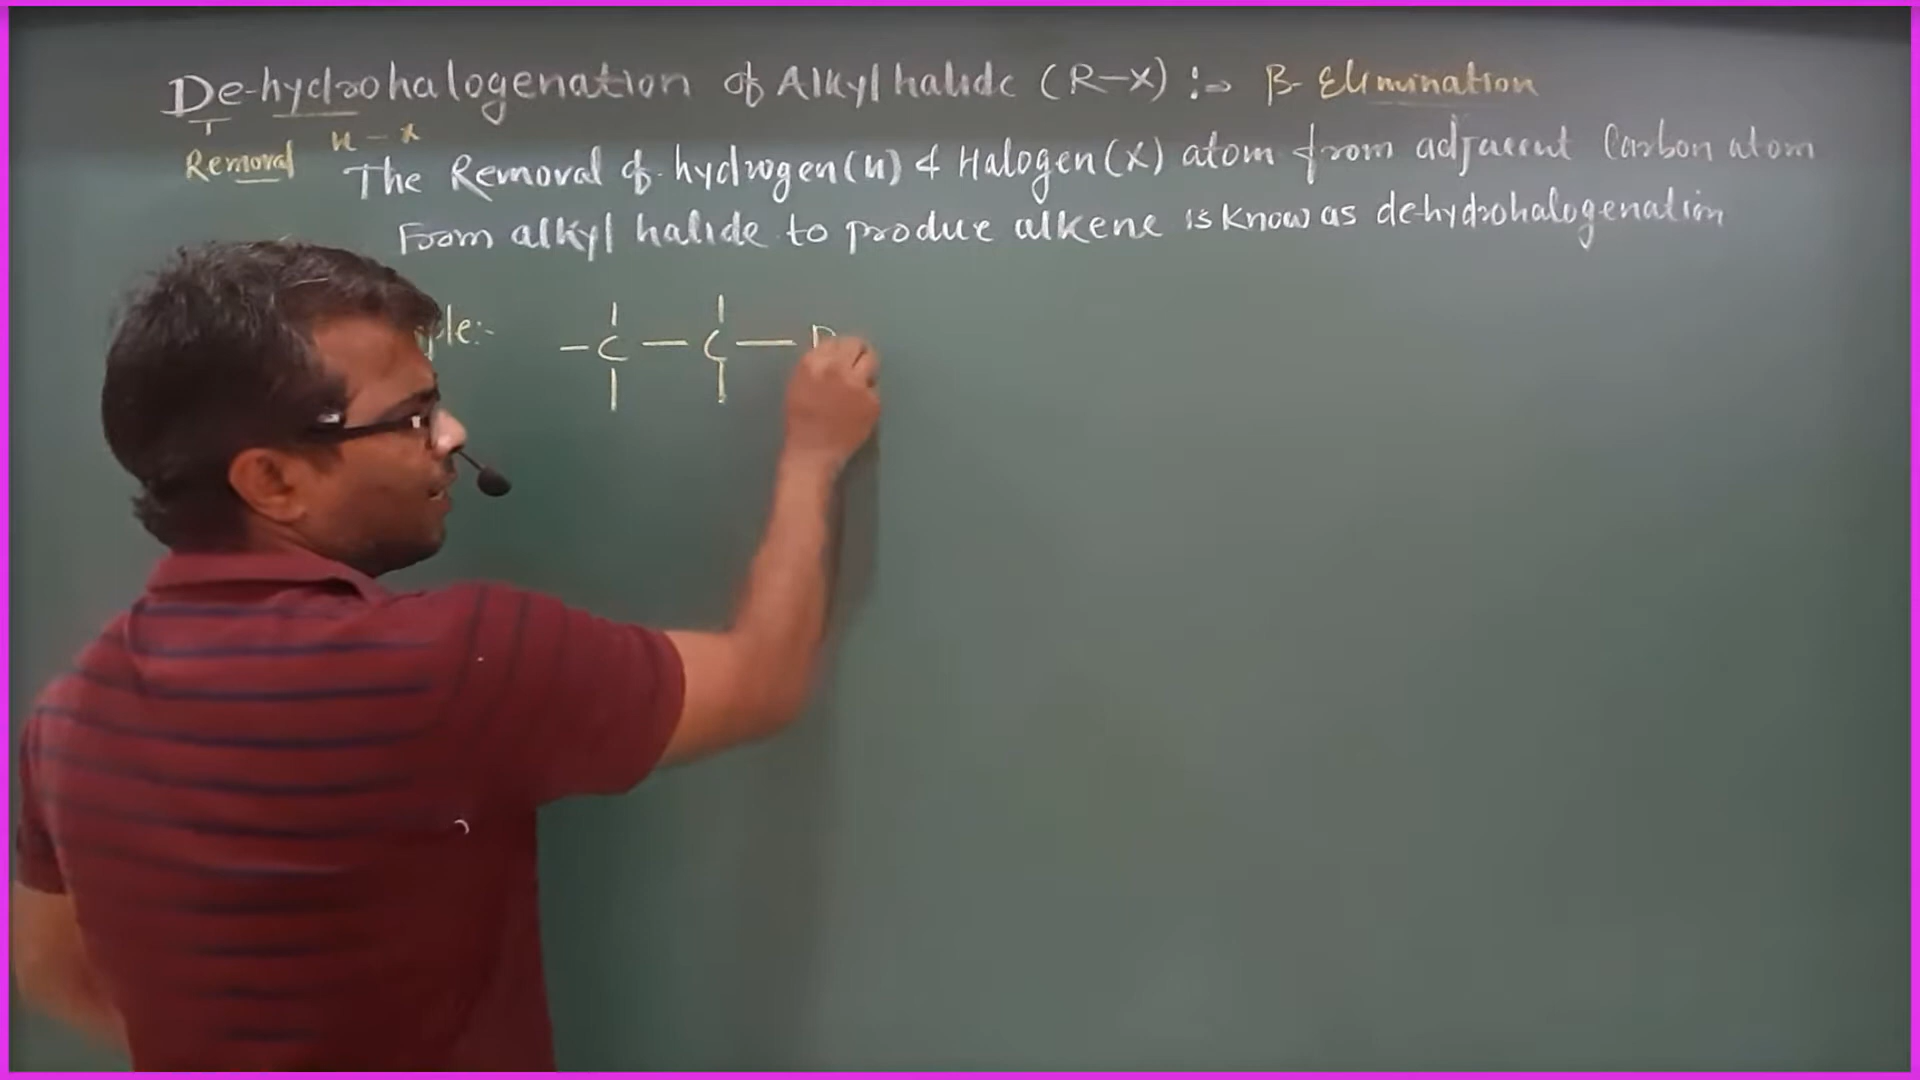 De-hydrohalogenation of Alkyl halide (R-X) :→ β-Elimination
Removal H-X
The Removal of hydrogen(H) & Halogen(X) atom from adjacent Carbon atom
From alkyl halide to produce alkene is know as dehydrohalogenation
-C-C-